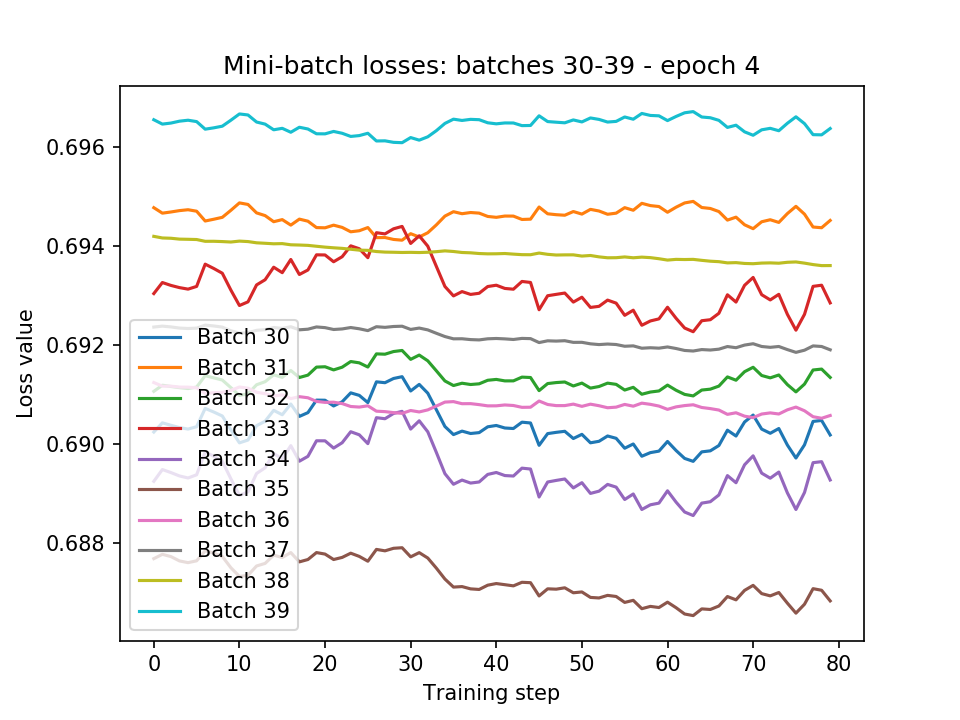 Mini-batch losses: batches 30-39 - epoch 4
Loss value
0.696
0.694
0.692
0.690
0.688
Batch 30
Batch 31
Batch 32
Batch 33
Batch 34
Batch 35
Batch 36
Batch 37
Batch 38
Batch 39
0 10 20 30 40 50 60 70 80
Training step